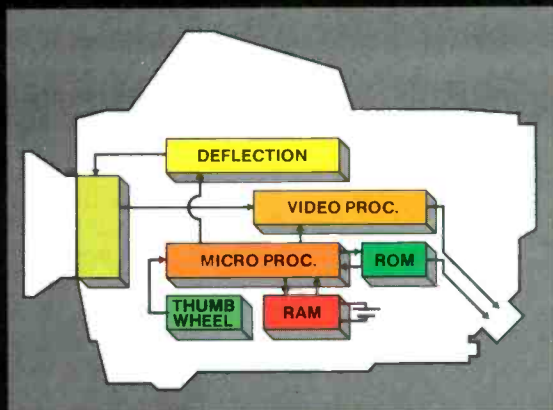 DEFLECTION
VIDEO PROC.
MICRO PROC.
ROM
THUMB
WHEEL
RAM